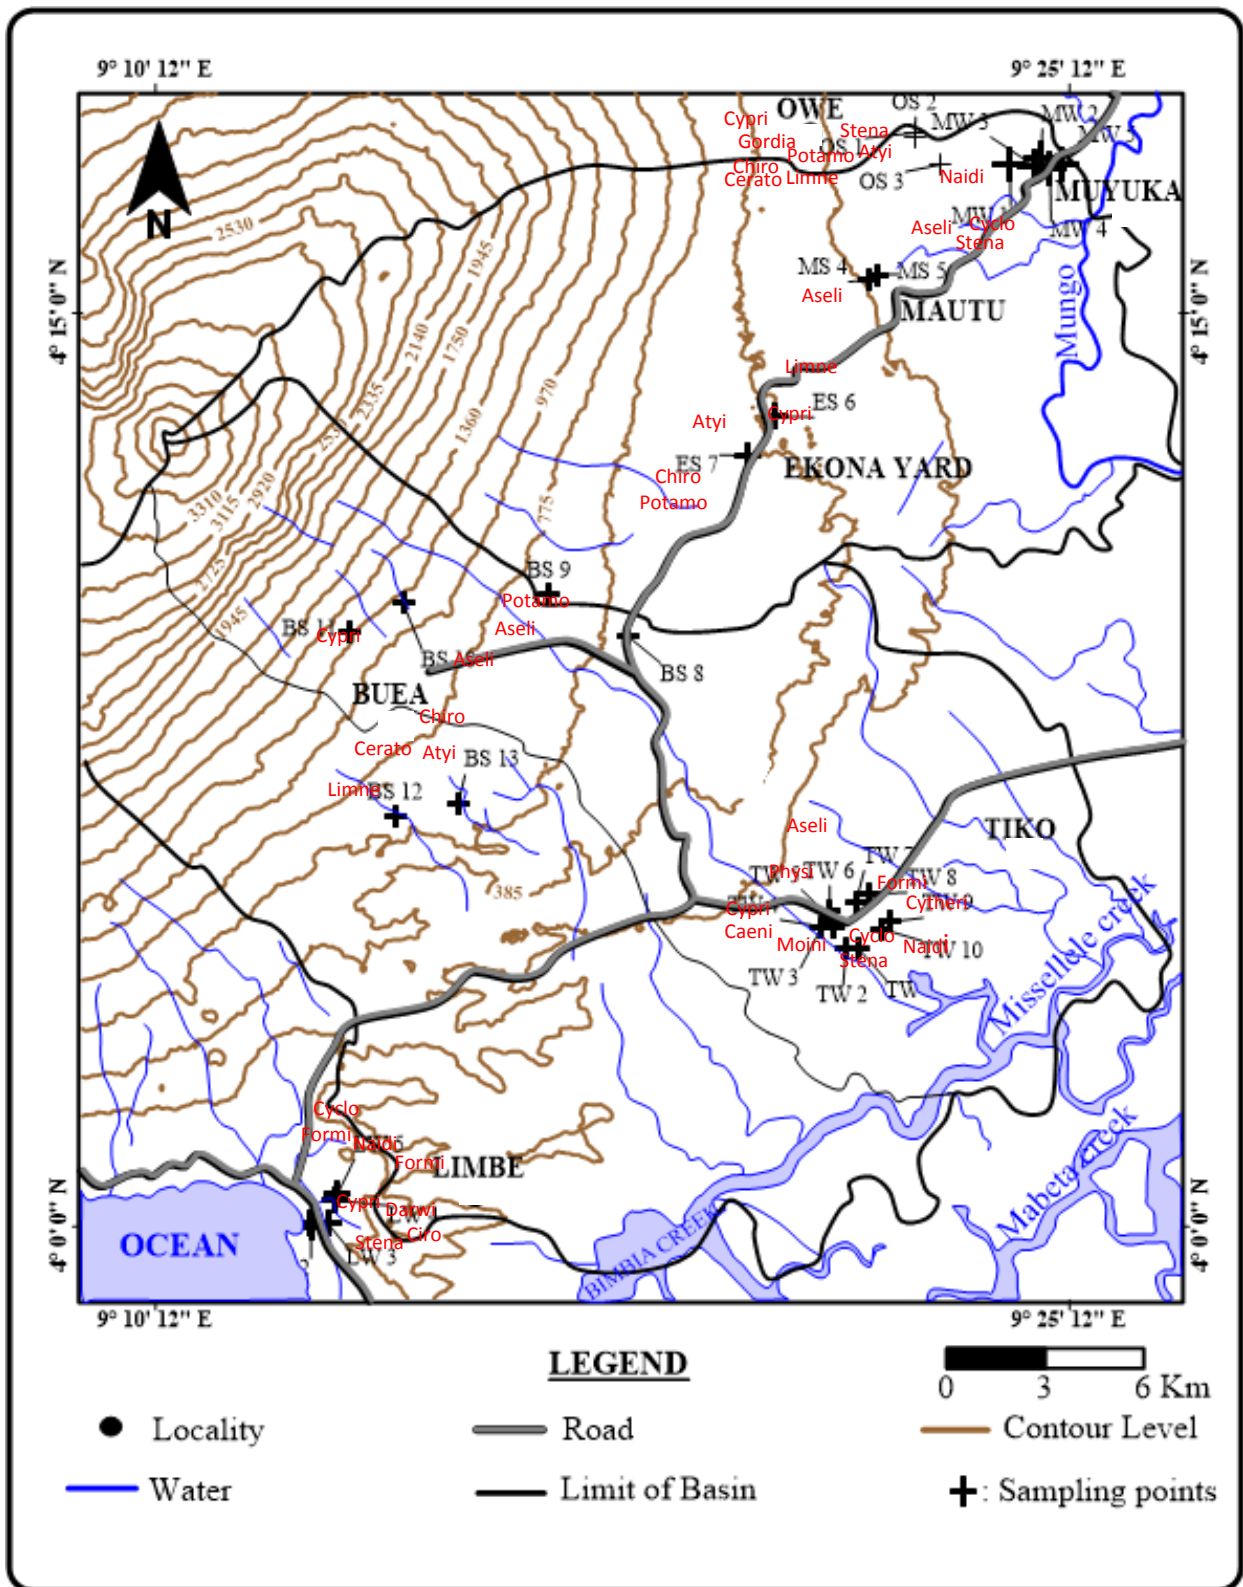 9° 10' 12" E
9° 25' 12" E
OWE
OS 2
Cypri
Stena
MW 3
MW 2
MW 5
Gordia
OS 1
Potamo
Atyi
Chiro
OS 3
Naidi
Cerato
Limne
MUYUKA
N
2530
Aseli
MW 1
Cyclo
MW 4
Stena
1945
MS 4
MS 5
Aseli
MAUTU
Mungo
4° 15' 0" N
4° 15' 0" N
2140
1750
2335
970
1360
Limne
Cypri
ES 6
Atyi
ES 7
EKONA YARD
Chiro
Potamo
3310
3115
2920
775
2725
1945
BS 9
Potamo
BS 11
Cypri
Aseli
BS
Aseli
BS 8
BUEA
Chiro
Cerato
Atyi
BS 13
Limne
BS 12
385
Aseli
TIKO
TW 7
Physi
TW 6
TW 8
Formi
Cytheri
TW 9
Cypri
Caeni
Moini
Cyclo
Naidi
TW 10
Stena
TW 3
TW 2
TW
Missellele creek
Cyclo
Formi
Naidi
Formi
LIMBE
Cypri
Darwi
LW
Stena
Ciro
LW 3
OCEAN
BIMBIA CREEK
Mabeta creek
4° 0' 0" N
4° 0' 0" N
9° 10' 12" E
9° 25' 12" E
LEGEND
0 3 6 Km
Locality
Road
Contour Level
Water
Limit of Basin
: Sampling points